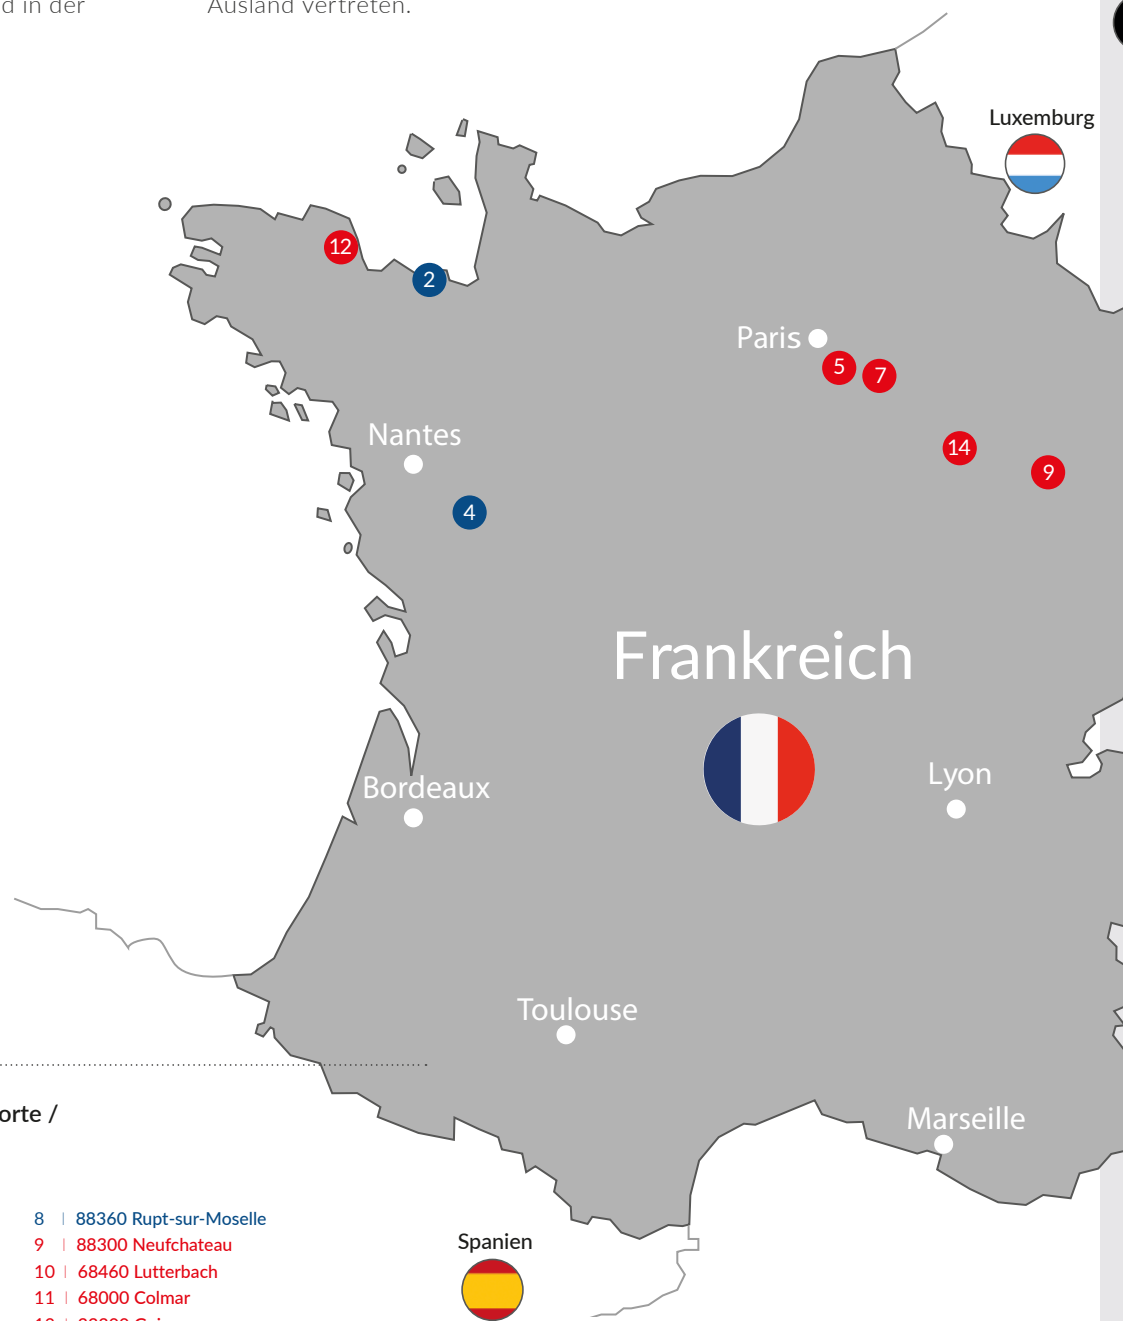 d in der
Ausland vertreten.
Luxemburg
12
2
Paris
5
7
Nantes
14
9
4
Frankreich
Bordeaux
Lyon
Toulouse
orte /
Marseille
8 | 88360 Rupt-sur-Moselle
9 | 88300 Neufchateau
10 | 68460 Lutterbach
11 | 68000 Colmar
Spanien